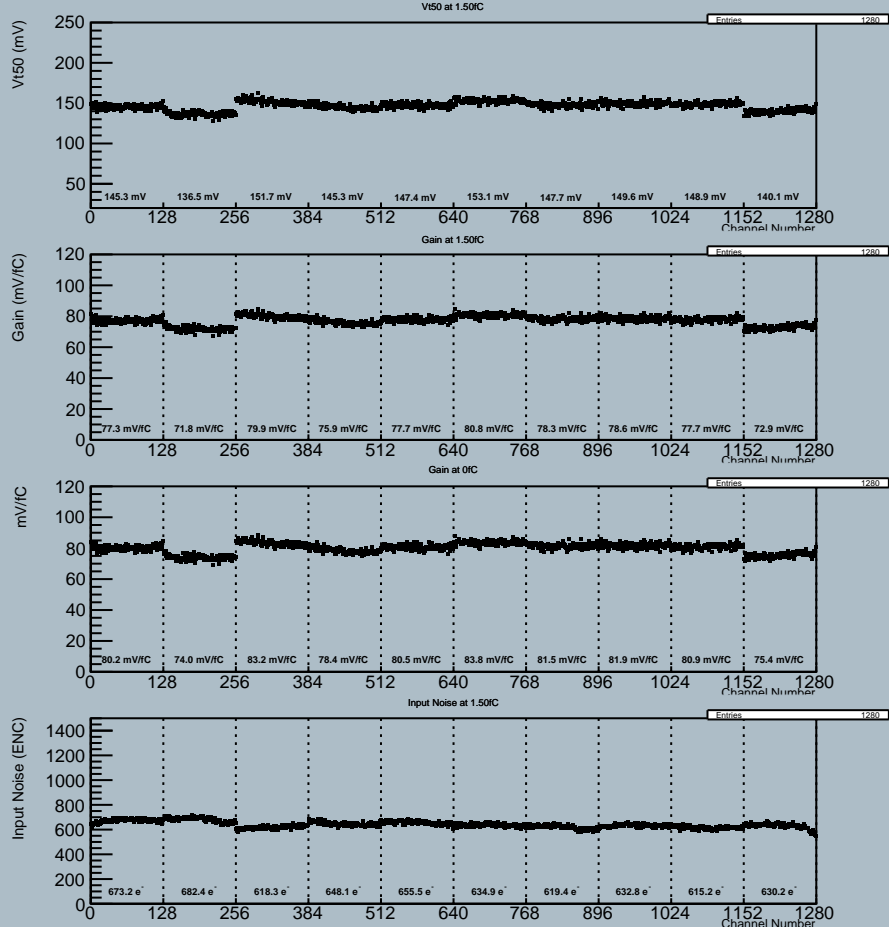 Vt50 at 1.50fC
Entries 1280
Vt50 (mV)
250
200
150
100
50
145.3 mV 136.5 mV 151.7 mV 145.3 mV 147.4 mV 153.1 mV 147.7 mV 149.6 mV 148.9 mV 140.1 mV
0 128 256 384 512 640 768 896 1024 1152 1280
Channel Number
Gain at 1.50fC
Entries 1280
Gain (mV/fC)
120
100
80
60
40
20
0
77.3 mV/fC 71.8 mV/fC 79.9 mV/fC 75.9 mV/fC 77.7 mV/fC 80.8 mV/fC 78.3 mV/fC 78.6 mV/fC 77.7 mV/fC 72.9 mV/fC
0 128 256 384 512 640 768 896 1024 1152 1280
Channel Number
Gain at 0fC
Entries 1280
mV/fC
120
100
80
60
40
20
0
80.2 mV/fC 74.0 mV/fC 83.2 mV/fC 78.4 mV/fC 80.5 mV/fC 83.8 mV/fC 81.5 mV/fC 81.9 mV/fC 80.9 mV/fC 75.4 mV/fC
0 128 256 384 512 640 768 896 1024 1152 1280
Channel Number
Input Noise at 1.50fC
Entries 1280
Input Noise (ENC)
1400
1200
1000
800
600
400
200
0
673.2 e⁻ 682.4 e⁻ 618.3 e⁻ 648.1 e⁻ 655.5 e⁻ 634.9 e⁻ 619.4 e⁻ 632.8 e⁻ 615.2 e⁻ 630.2 e⁻
0 128 256 384 512 640 768 896 1024 1152 1280
Channel Number